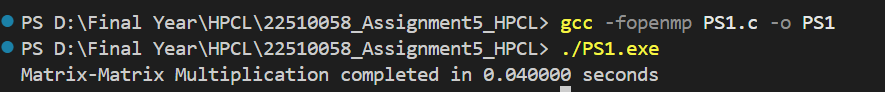 PS D:\Final Year\HPCL\22510058_Assignment5_HPCL> gcc -fopenmp PS1.c -o PS1
PS D:\Final Year\HPCL\22510058_Assignment5_HPCL> ./PS1.exe
Matrix-Matrix Multiplication completed in 0.040000 seconds